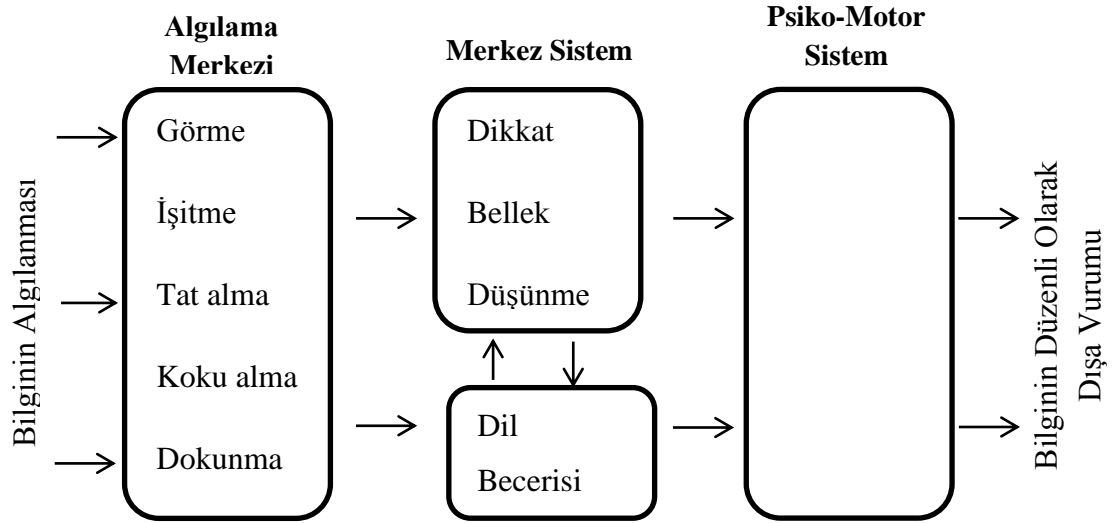 Algılama
Merkezi
Merkez Sistem
Psiko-Motor
Sistem
Bilginin Algılanması
Görme
İşitme
Tat alma
Koku alma
Dokunma
Dikkat
Bellek
Düşünme
Dil
Becerisi
Bilginin Düzenli Olarak
Dışa Vurumu